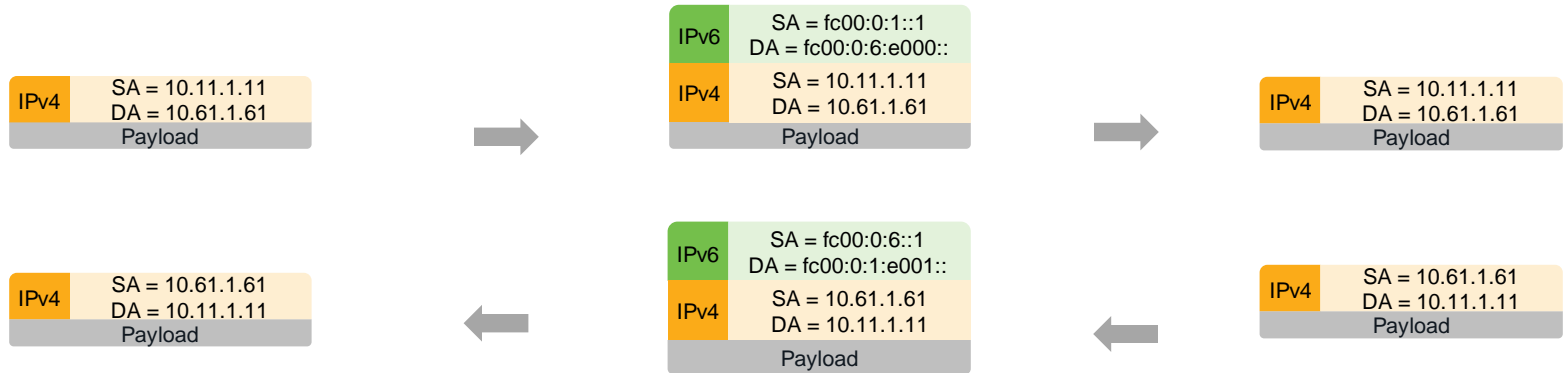 IPv4
SA = 10.11.1.11
DA = 10.61.1.61
Payload
IPv6
SA = fc00:0:1::1
DA = fc00:0:6:e000::
IPv4
SA = 10.11.1.11
DA = 10.61.1.61
Payload
IPv4
SA = 10.11.1.11
DA = 10.61.1.61
Payload
IPv4
SA = 10.61.1.61
DA = 10.11.1.11
Payload
IPv6
SA = fc00:0:6::1
DA = fc00:0:1:e001::
IPv4
SA = 10.61.1.61
DA = 10.11.1.11
Payload
IPv4
SA = 10.61.1.61
DA = 10.11.1.11
Payload